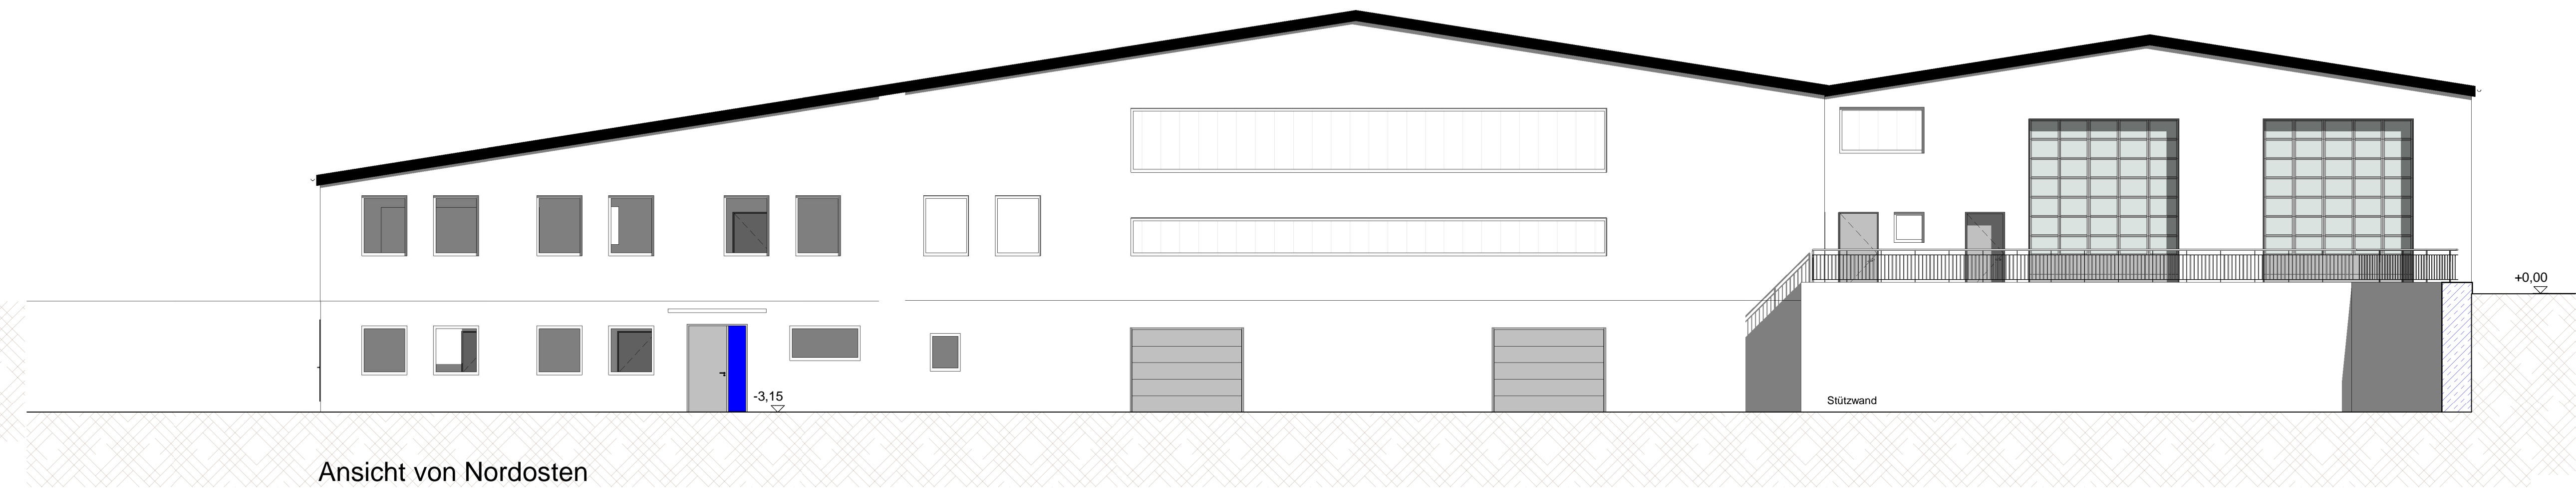 +0,00
-3,15
Stützwand
Ansicht von Nordosten